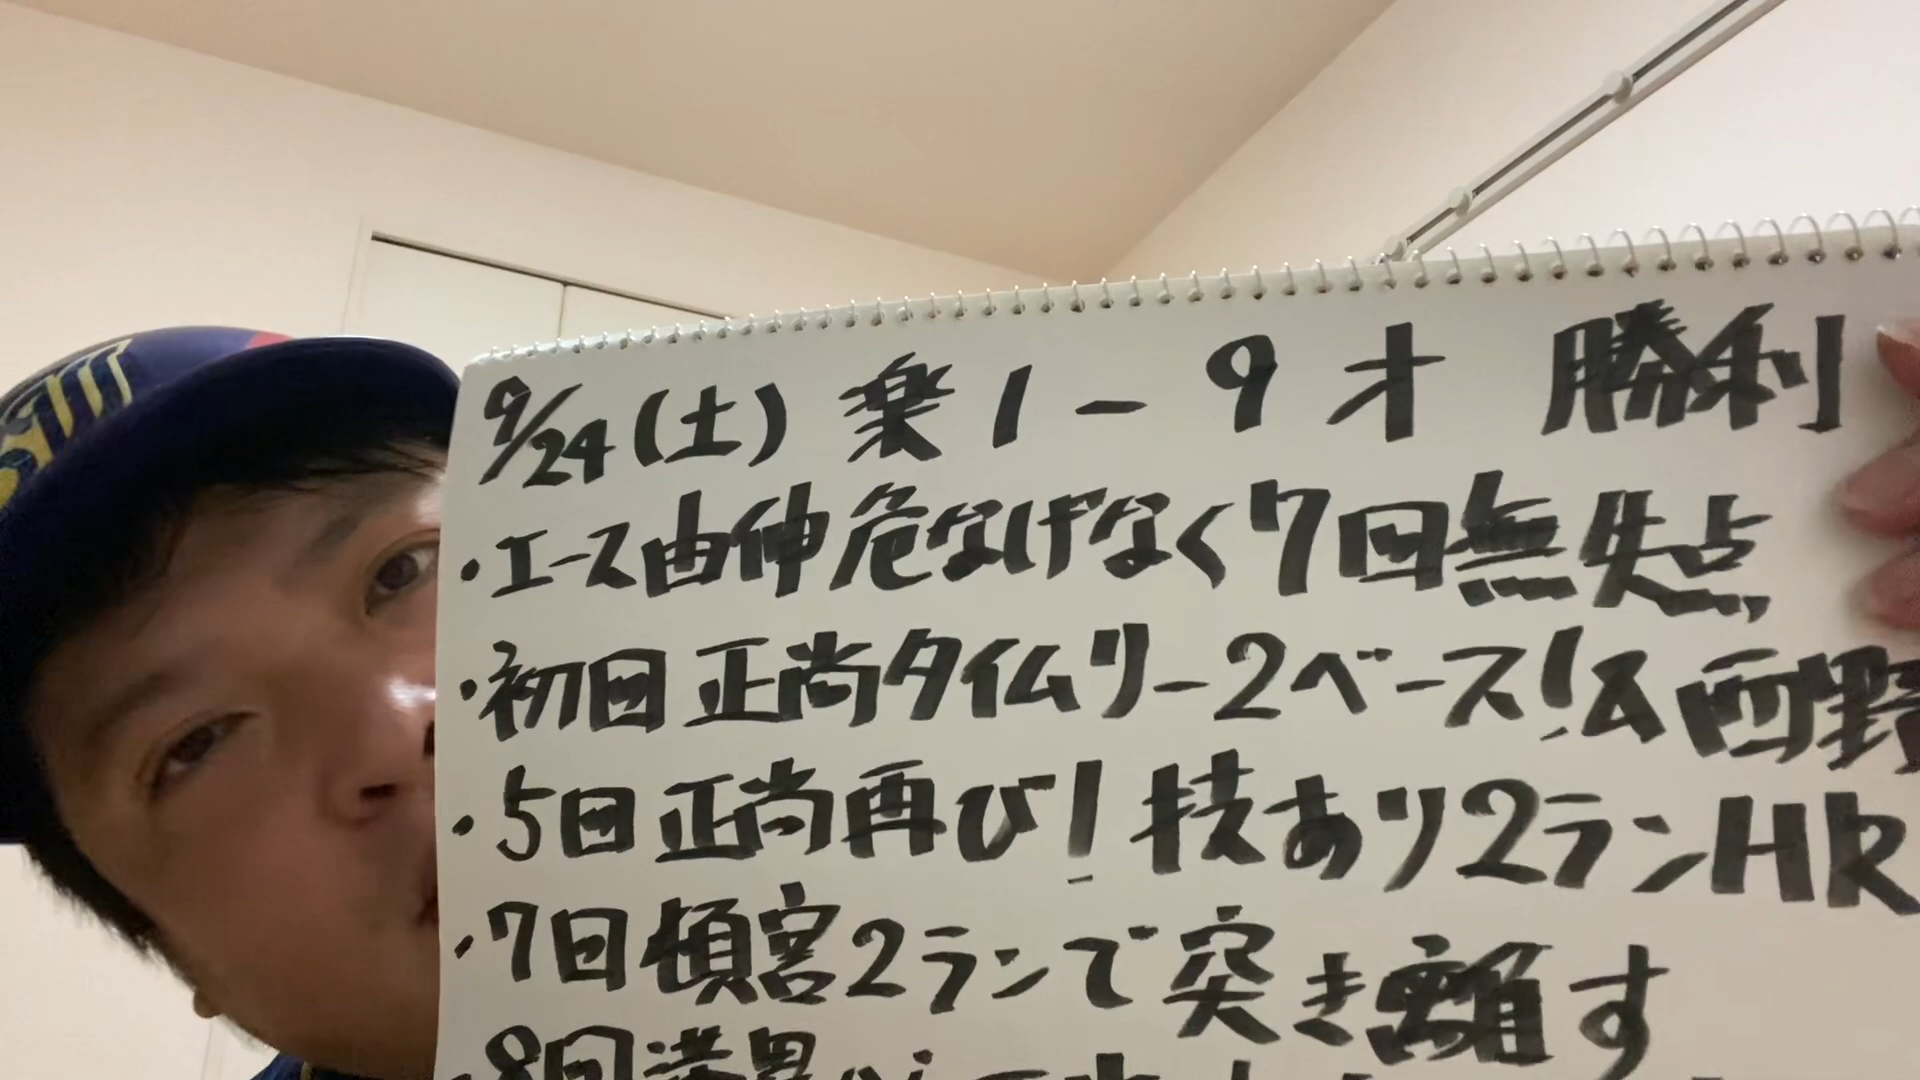 9/24(土) 楽1-9オ 勝利
・エース由伸危なげなく7回無失点
・初回正尚タイムリー2ベース!&西野
・5回正尚再び!技あり2ランHR
・7回頓宮2ランで突き離す
8回